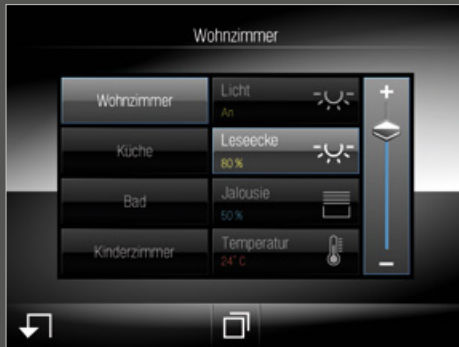 Wohnzimmer
Wohnzimmer
Küche
Bad
Kinderzimmer
Licht
An
Leseecke
80 %
Jalousie
50 %
Temperatur
24° C
+
–